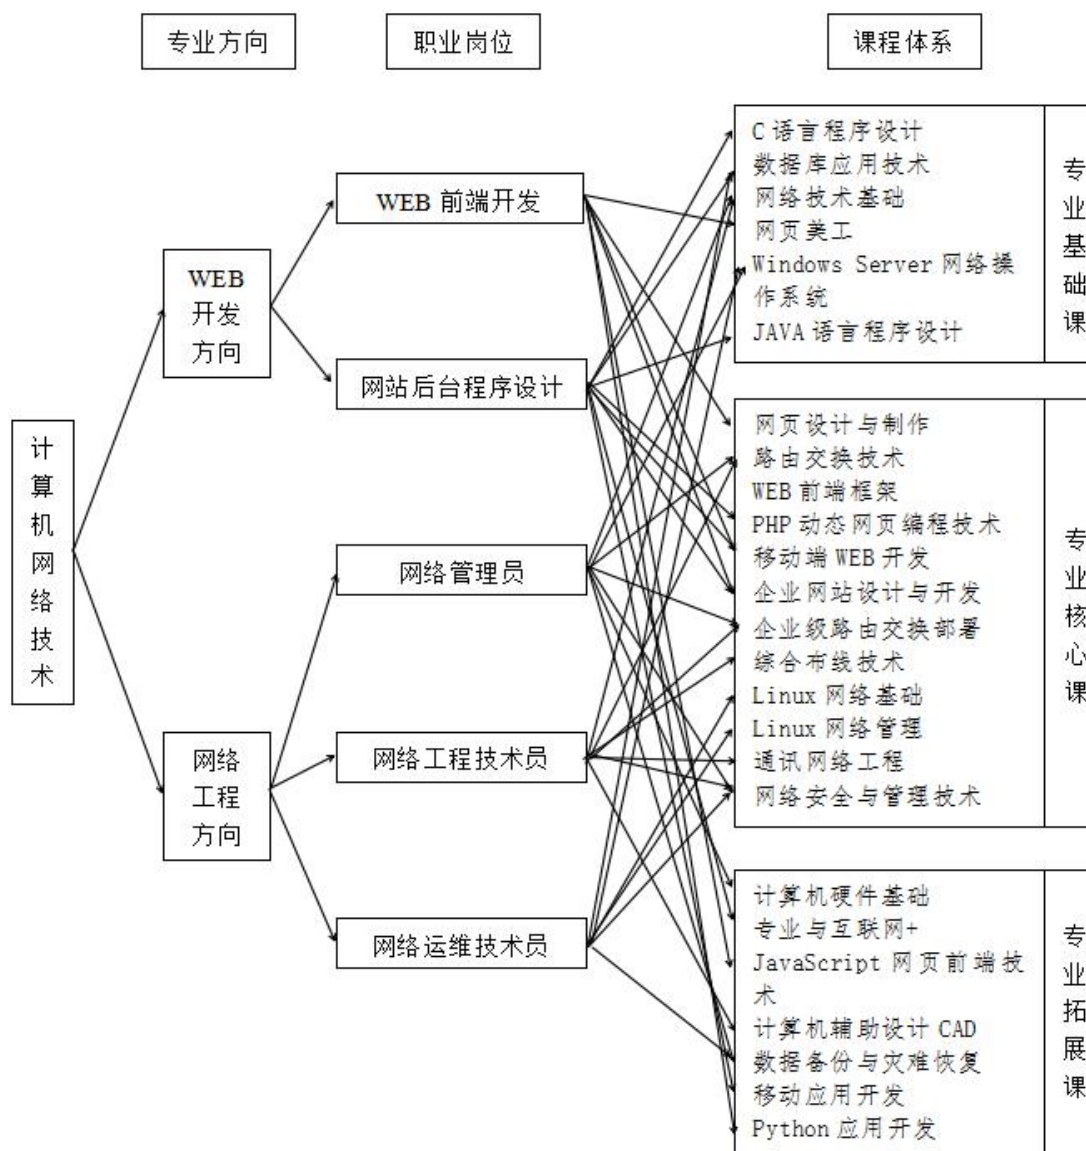 专业方向
职业岗位
课程体系
计
算
机
网
络
技
术
WEB
开发
方向
网络
工程
方向
WEB 前端开发
网站后台程序设计
网络管理员
网络工程技术员
网络运维技术员
C 语言程序设计
数据库应用技术
网络技术基础
网页美工
Windows Server 网络操
作系统
JAVA 语言程序设计
专
业
基
础
课
网页设计与制作
路由交换技术
WEB 前端框架
PHP 动态网页编程技术
移动端 WEB 开发
企业网站设计与开发
企业级路由交换部署
综合布线技术
Linux 网络基础
Linux 网络管理
通讯网络工程
网络安全与管理技术
专
业
核
心
课
计算机硬件基础
专业与互联网+
JavaScript 网页前端技
术
计算机辅助设计 CAD
数据备份与灾难恢复
移动应用开发
Python 应用开发
专
业
拓
展
课